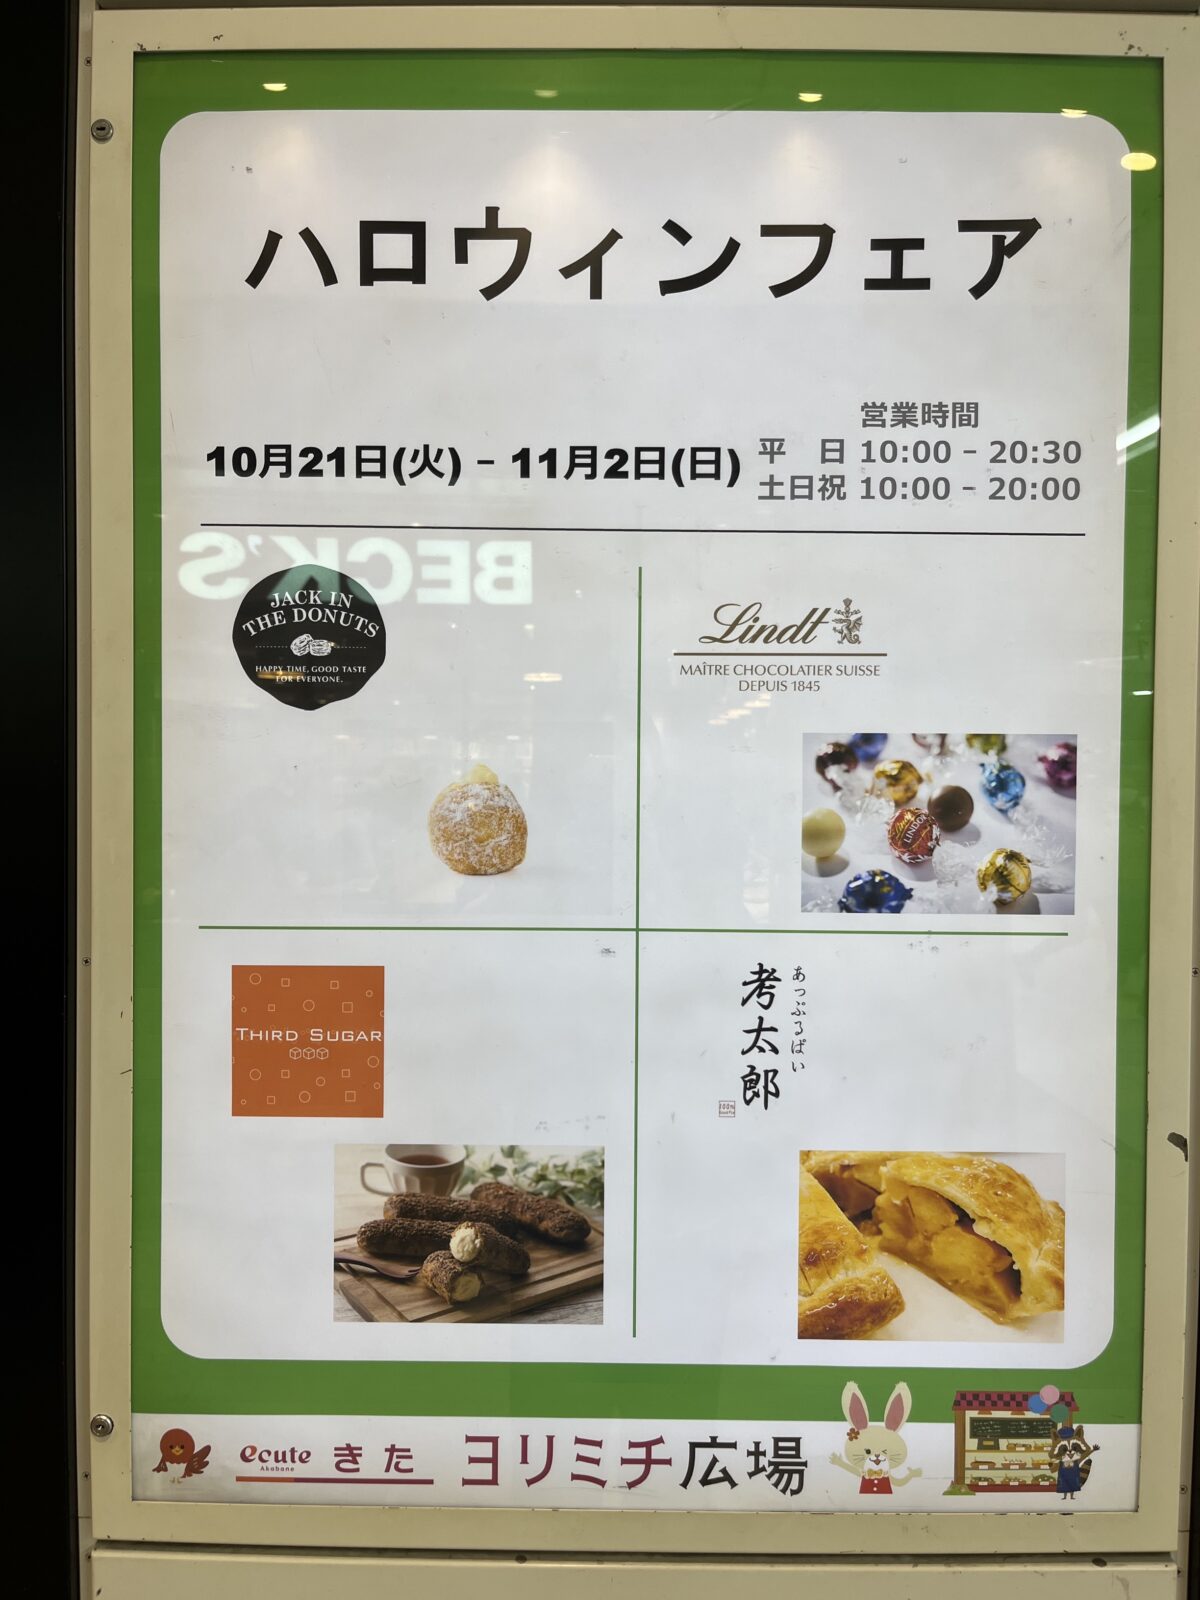 ハロウィンフェア
10月21日(火) - 11月2日(日)
営業時間
平　日 10:00 - 20:30
土日祝 10:00 - 20:00
BECK'S
JACK IN
THE DONUTS
HAPPY TIME, GOOD TASTE
FOR EVERYONE.
Lindt
MAÎTRE CHOCOLATIER SUISSE
DEPUIS 1845
Lindt
LINDOR
THIRD SUGAR
あっぷるぱい
考太郎
100%
ecute
Akabane
きた
ヨリミチ広場